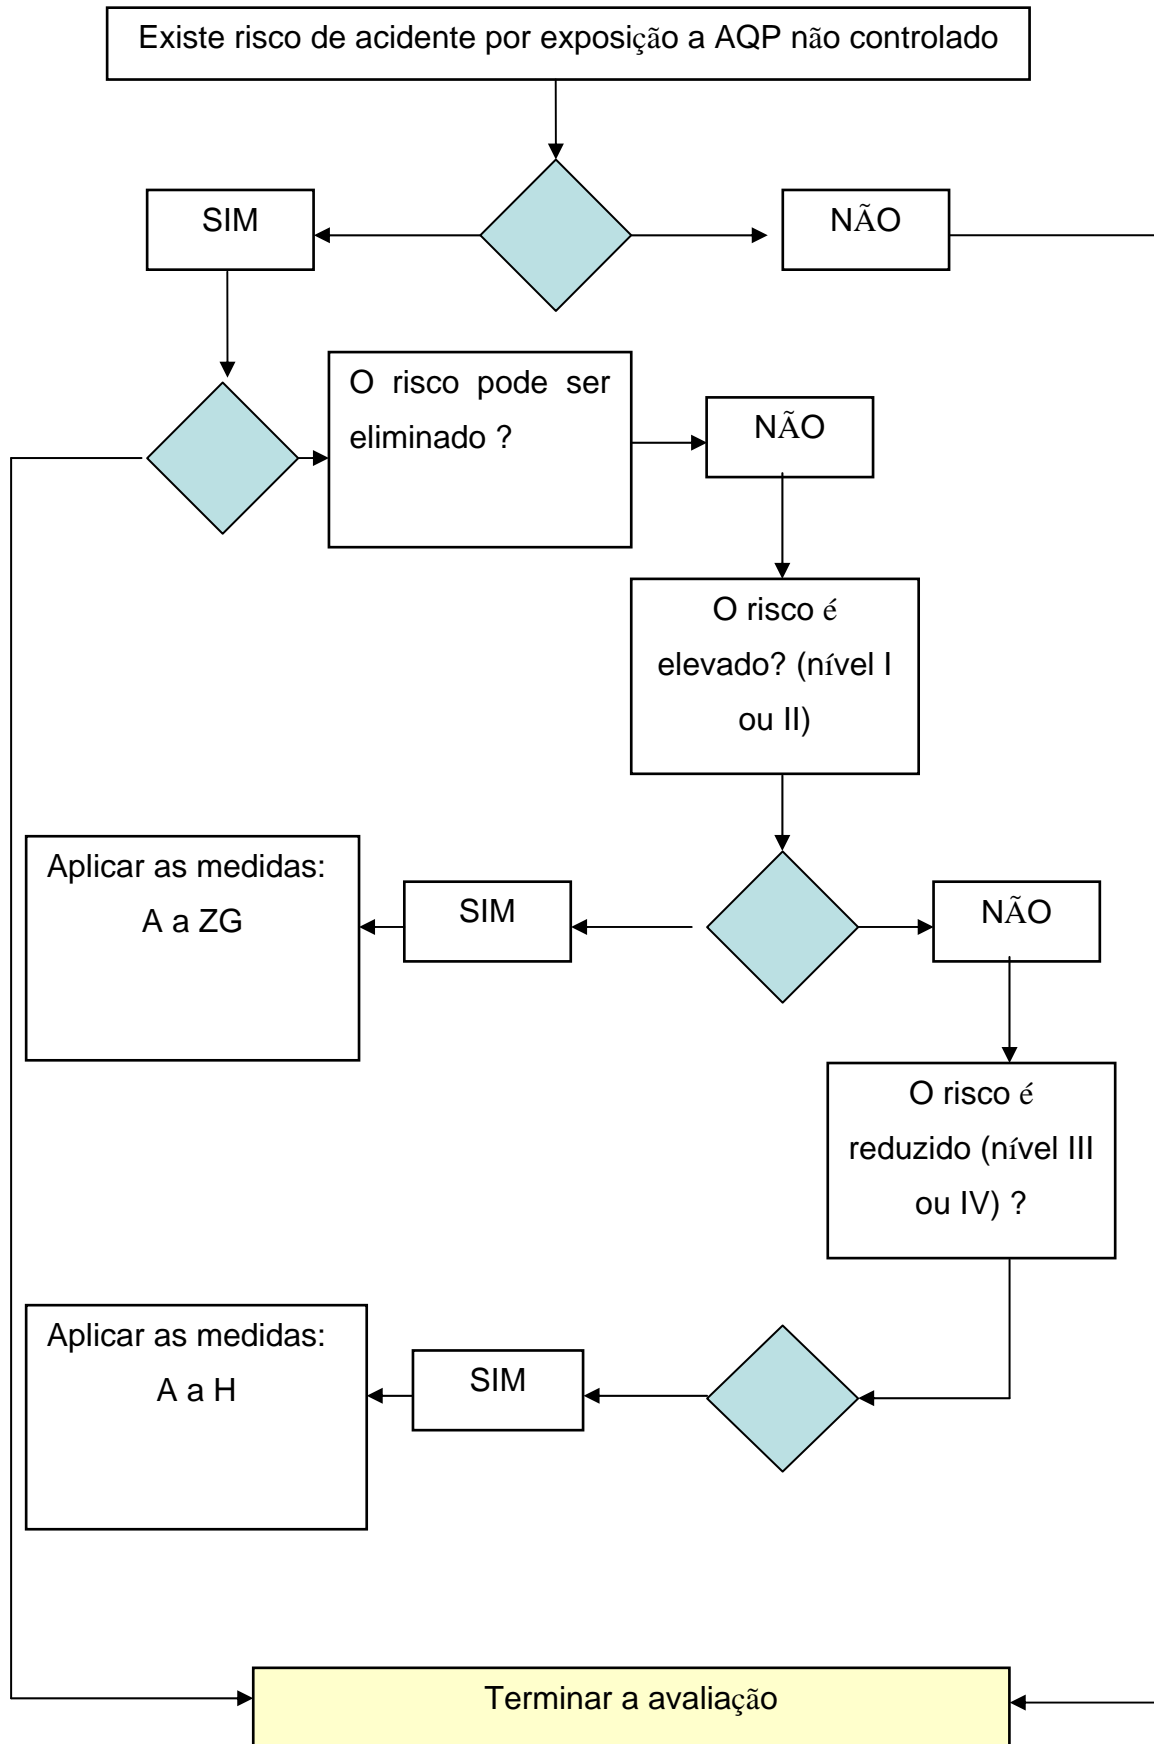 Existe risco de acidente por exposição a AQP não controlado
SIM
NÃO
O risco pode ser
eliminado ?
NÃO
O risco é
elevado? (nível I
ou II)
Aplicar as medidas:
A a ZG
SIM
NÃO
O risco é
reduzido (nível III
ou IV) ?
Aplicar as medidas:
A a H
SIM
Terminar a avaliação